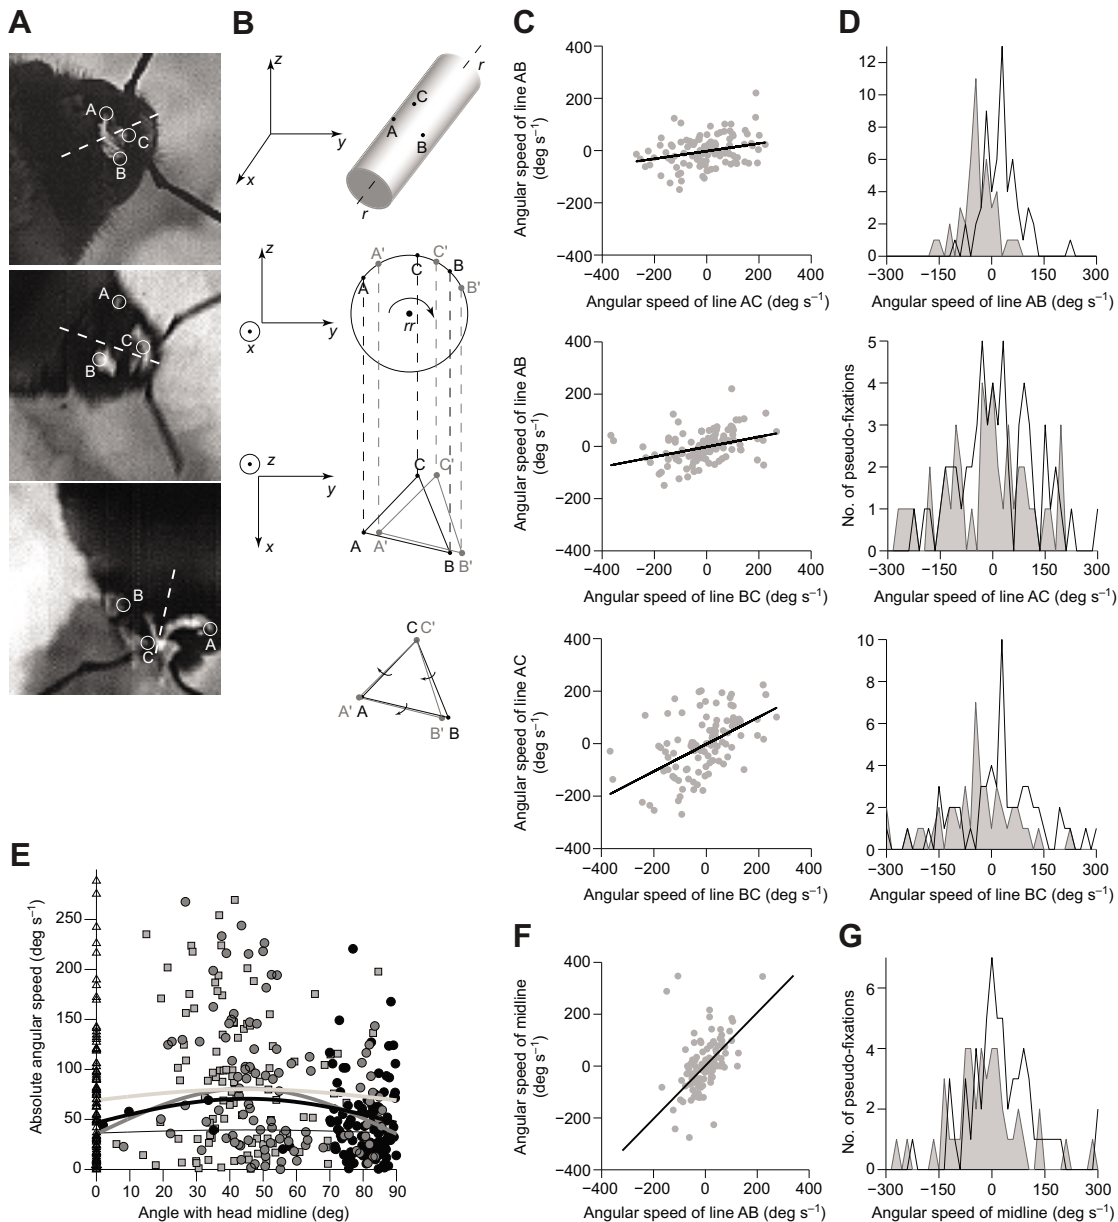 A
B
C
D
A
C
B
A
C
B
B
C
A
z
y
x
r
C
A
B
r
z
y
x
A'
C'
A
C
B
B'
rr
z
y
x
C
C'
A
A'
B
B'
C C'
A' A
B' B
Angular speed of line AB
(deg s–1)
400
200
0
−200
−400
−400 −200 0 200 400
Angular speed of line AC (deg s–1)
Angular speed of line AB
(deg s–1)
400
200
0
−200
−400
−400 −200 0 200 400
Angular speed of line BC (deg s–1)
Angular speed of line AC
(deg s–1)
400
200
0
−200
−400
−400 −200 0 200 400
Angular speed of line BC (deg s–1)
12
10
8
6
4
2
0
−300 −150 0 150 300
Angular speed of line AB (deg s–1)
No. of pseudo-fixations
5
4
3
2
1
0
−300 −150 0 150 300
Angular speed of line AC (deg s–1)
10
8
6
4
2
0
−300 −150 0 150 300
Angular speed of line BC (deg s–1)
E
Absolute angular speed (deg s–1)
250
200
150
100
50
0
0 10 20 30 40 50 60 70 80 90
Angle with head midline (deg)
F
Angular speed of midline
(deg s–1)
400
200
0
−200
−400
−400 −200 0 200 400
Angular speed of line AB (deg s–1)
G
No. of pseudo-fixations
6
4
2
0
−300 −150 0 150 300
Angular speed of midline (deg s–1)